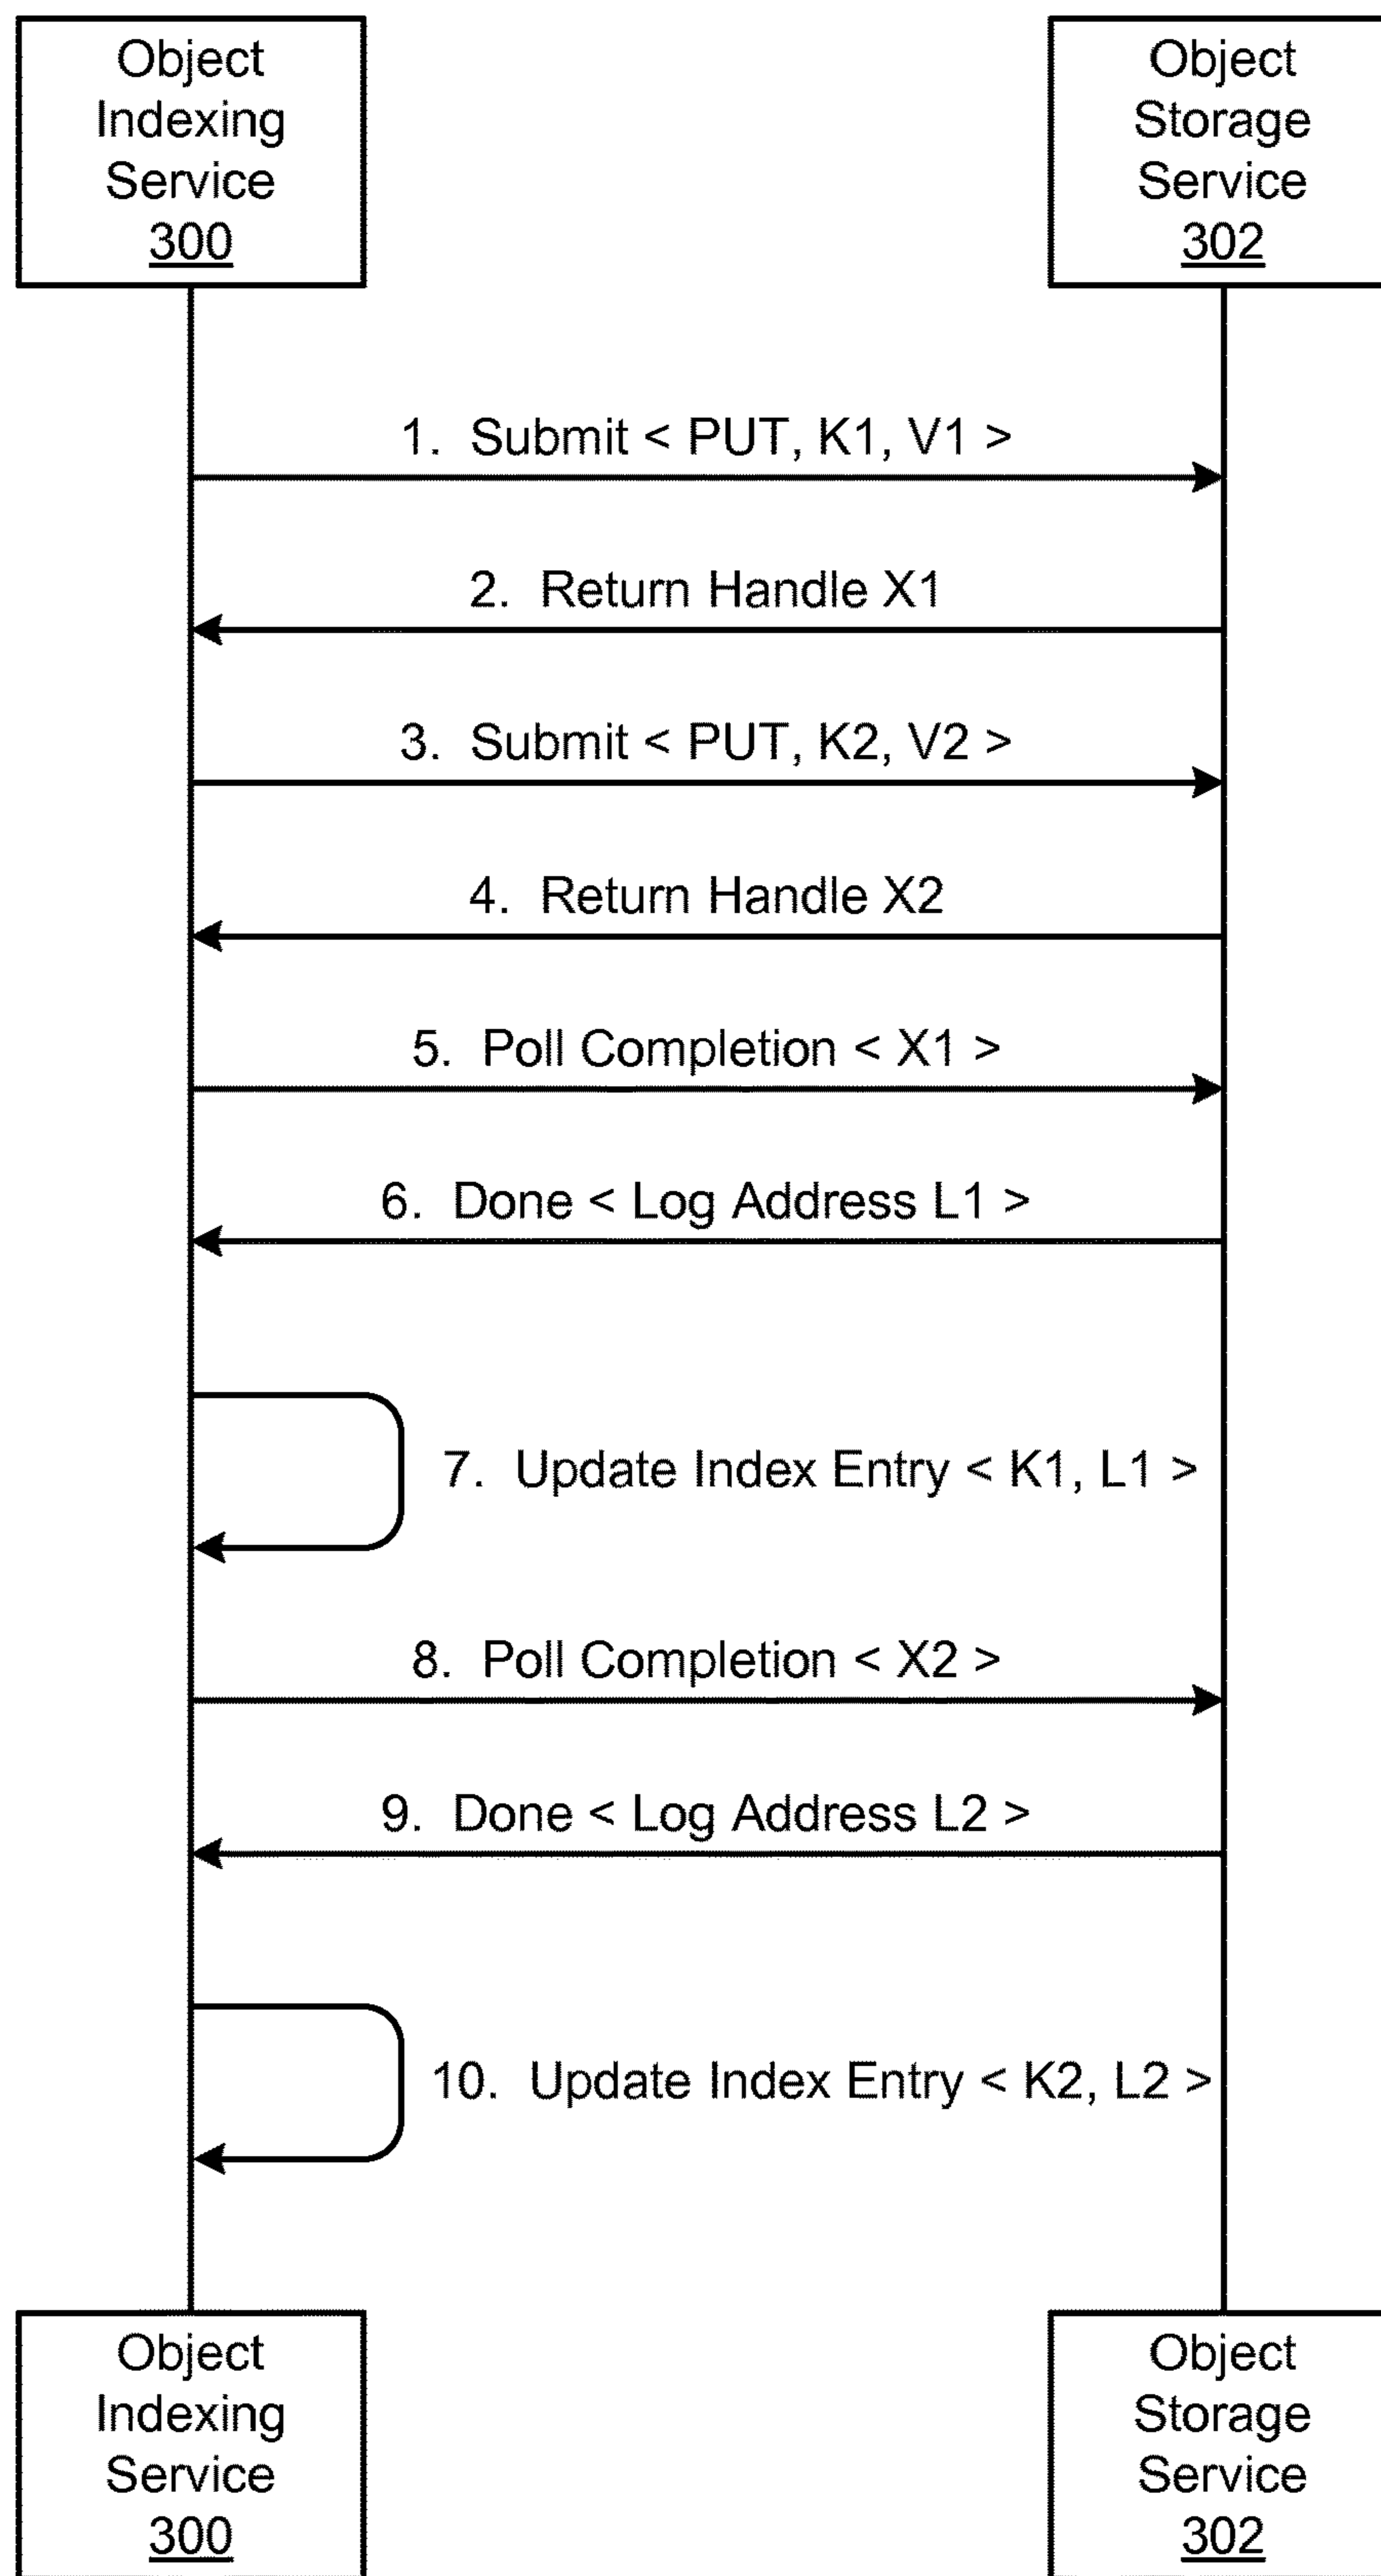 Object
Indexing
Service
300
Object
Storage
Service
302
1. Submit < PUT, K1, V1 >
2. Return Handle X1
3. Submit < PUT, K2, V2 >
4. Return Handle X2
5. Poll Completion < X1 >
6. Done < Log Address L1 >
7. Update Index Entry < K1, L1 >
8. Poll Completion < X2 >
9. Done < Log Address L2 >
10. Update Index Entry < K2, L2 >
Object
Indexing
Service
300
Object
Storage
Service
302